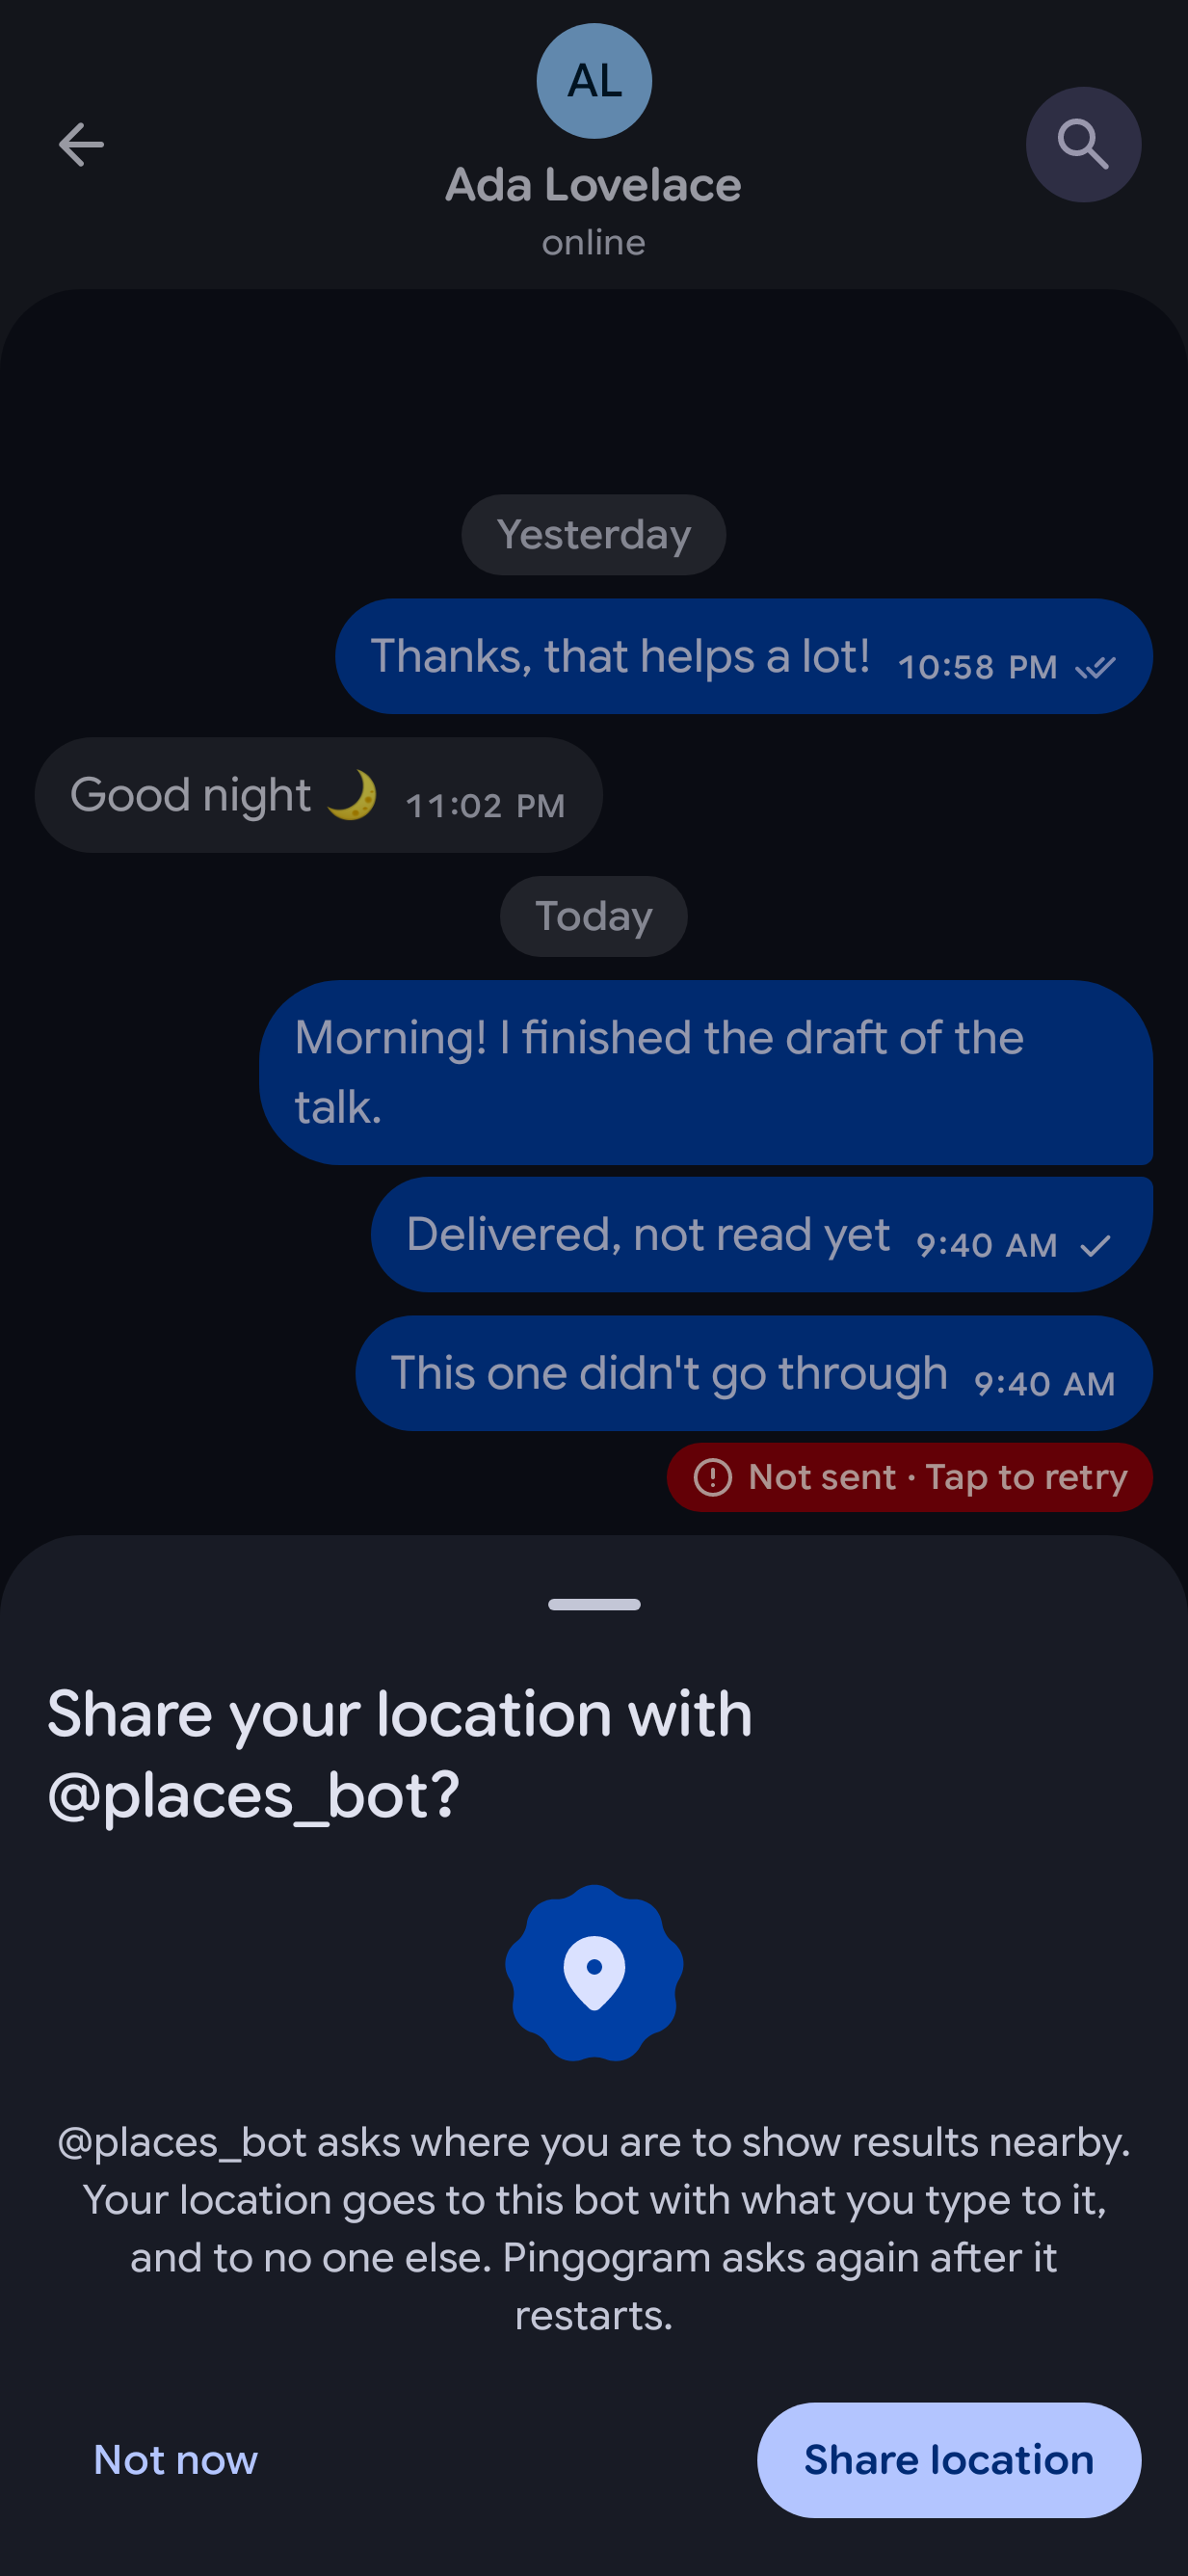 AL
Ada Lovelace
online
Yesterday
Thanks, that helps a lot! 10:58 PM
Good night 🌙 11:02 PM
Today
Morning! I finished the draft of the
talk.
Delivered, not read yet 9:40 AM
This one didn't go through 9:40 AM
Not sent · Tap to retry
Share your location with
@places_bot?
@places_bot asks where you are to show results nearby.
Your location goes to this bot with what you type to it,
and to no one else. Pingogram asks again after it
restarts.
Not now
Share location